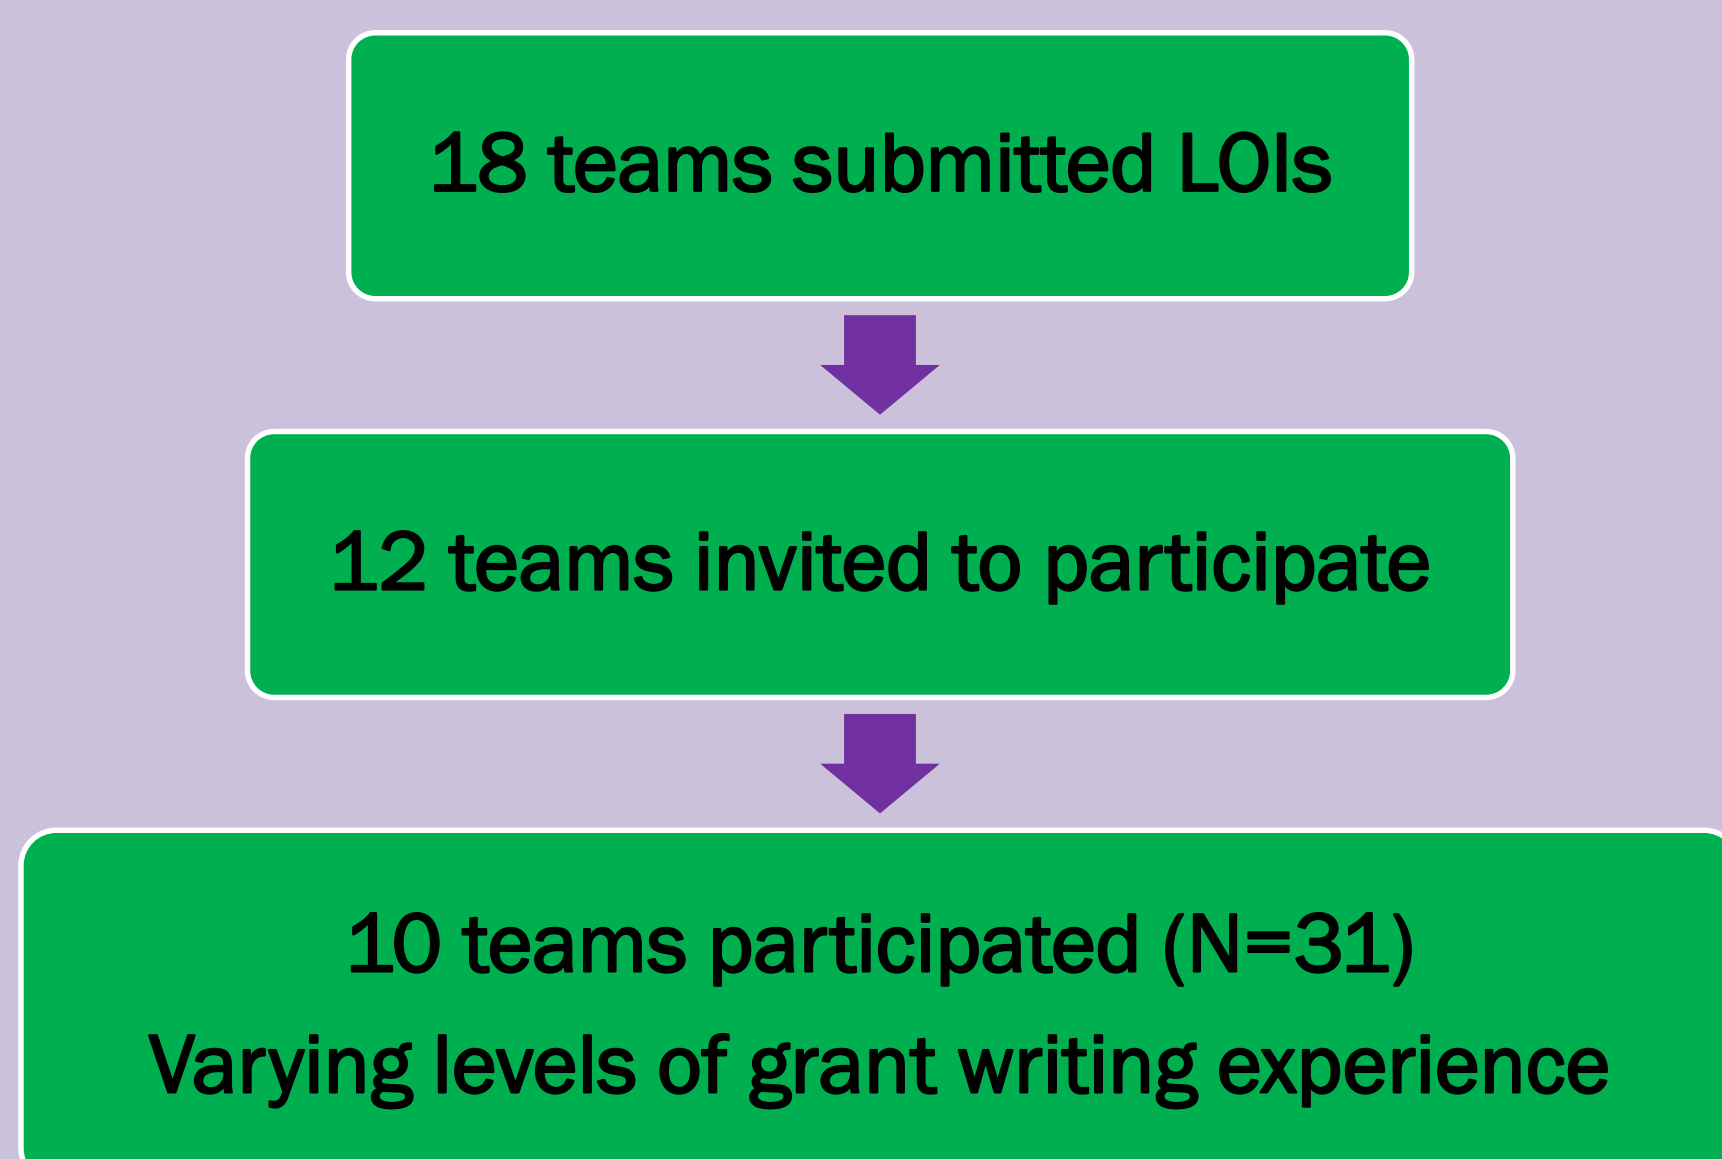 18 teams submitted LOIs
12 teams invited to participate
10 teams participated (N=31)
Varying levels of grant writing experience